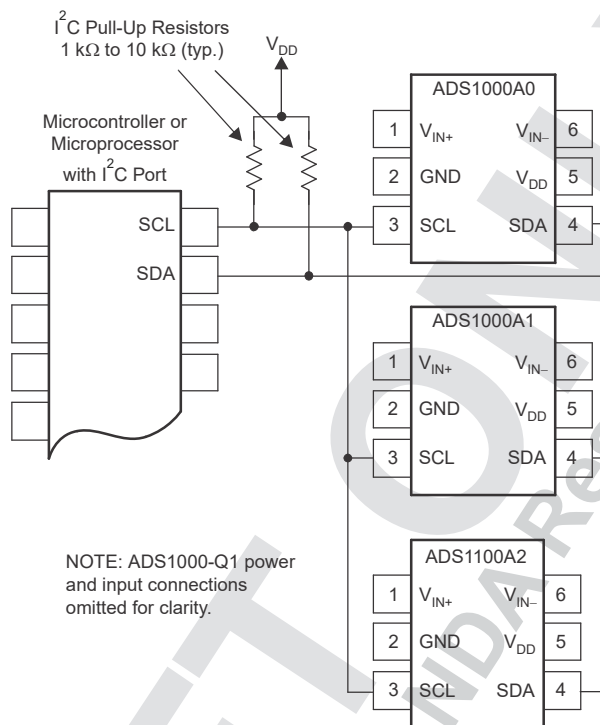 I²C Pull-Up Resistors
1 kΩ to 10 kΩ (typ.)
V_DD
Microcontroller or
Microprocessor
with I²C Port
SCL
SDA
ADS1000A0
1 V_IN+ V_IN– 6
2 GND V_DD 5
3 SCL SDA 4
ADS1000A1
1 V_IN+ V_IN– 6
2 GND V_DD 5
3 SCL SDA 4
ADS1100A2
1 V_IN+ V_IN– 6
2 GND V_DD 5
3 SCL SDA 4
NOTE: ADS1000-Q1 power
and input connections
omitted for clarity.
NDA